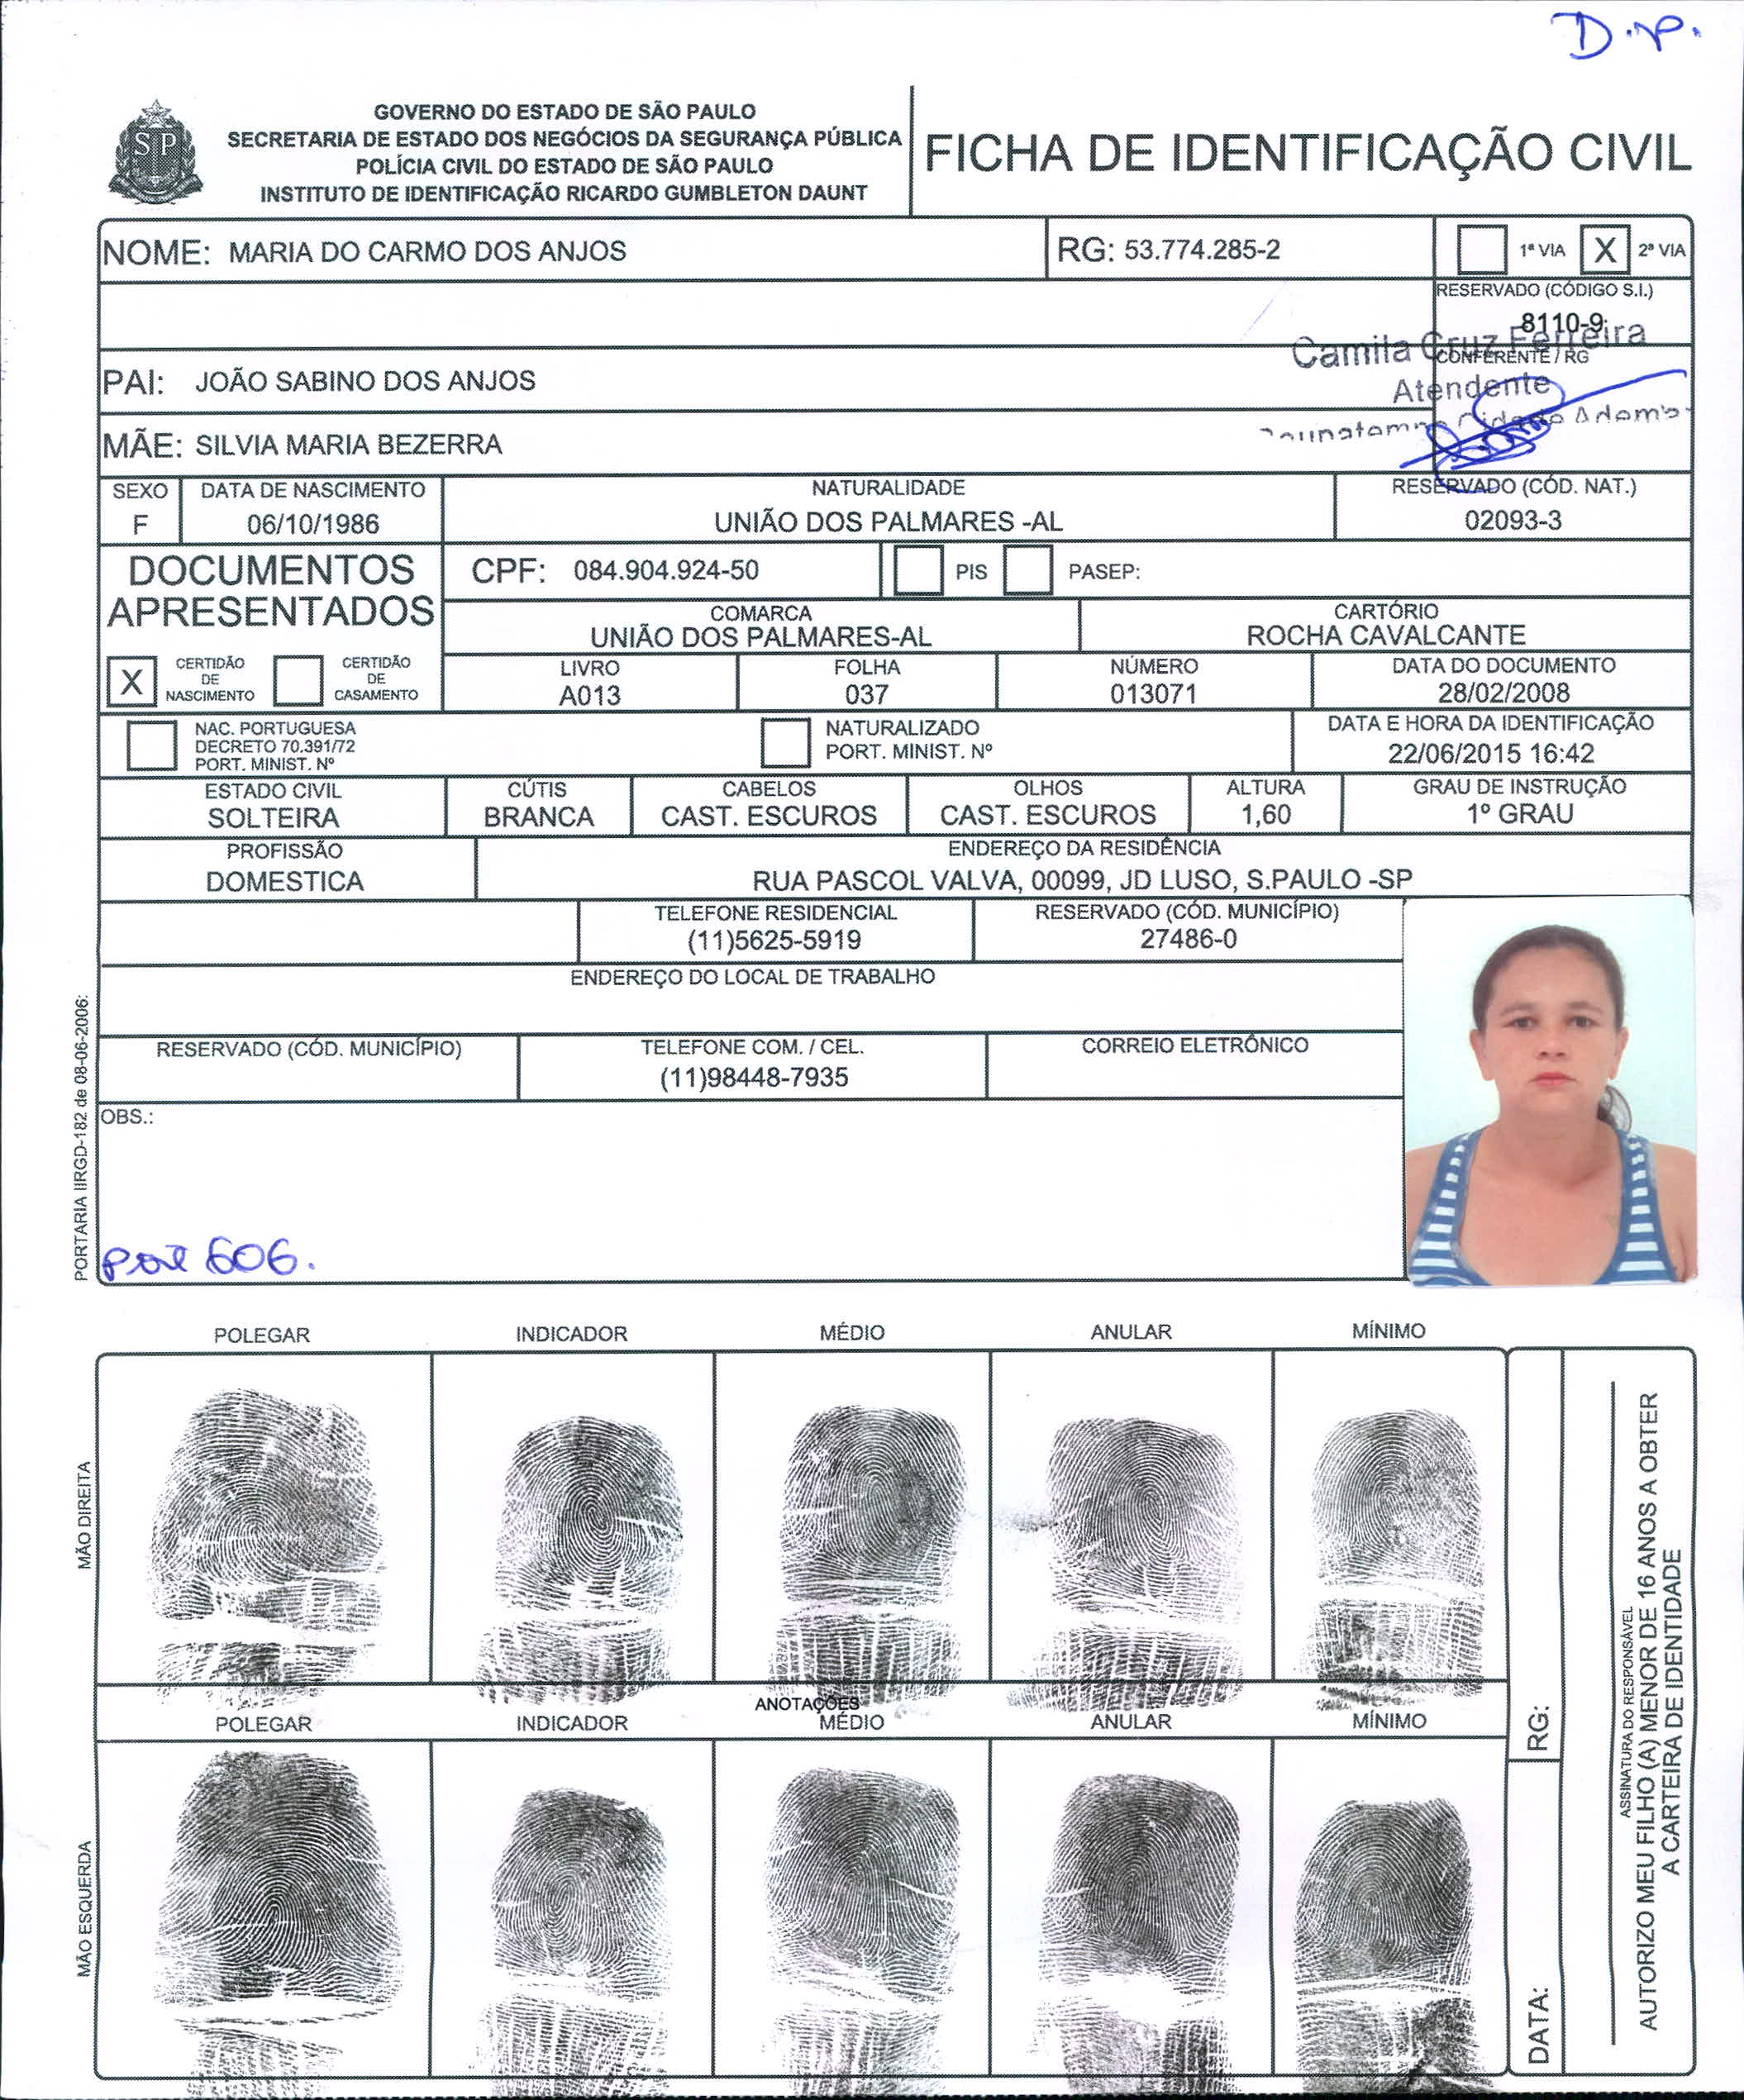 D.P.
GOVERNO DO ESTADO DE SÃO PAULO
SECRETARIA DE ESTADO DOS NEGÓCIOS DA SEGURANÇA PÚBLICA
POLÍCIA CIVIL DO ESTADO DE SÃO PAULO
INSTITUTO DE IDENTIFICAÇÃO RICARDO GUMBLETON DAUNT
SP
FICHA DE IDENTIFICAÇÃO CIVIL
NOME: MARIA DO CARMO DOS ANJOS
RG: 53.774.285-2
1ª VIA X 2ª VIA
RESERVADO (CÓDIGO S.I.)
8110-9
CONFERENTE / RG
Camila Cruz Ferreira
Atendente
Cidade
PAI: JOÃO SABINO DOS ANJOS
MÃE: SILVIA MARIA BEZERRA
SEXO DATA DE NASCIMENTO NATURALIDADE RESERVADO (CÓD. NAT.)
F 06/10/1986 UNIÃO DOS PALMARES -AL 02093-3
DOCUMENTOS
APRESENTADOS
CPF: 084.904.924-50 PIS PASEP:
COMARCA CARTÓRIO
UNIÃO DOS PALMARES-AL ROCHA CAVALCANTE
X CERTIDÃO DE NASCIMENTO CERTIDÃO DE CASAMENTO
LIVRO FOLHA NÚMERO DATA DO DOCUMENTO
A013 037 013071 28/02/2008
NAC. PORTUGUESA
DECRETO 70.391/72
PORT. MINIST. Nº
NATURALIZADO
PORT. MINIST. Nº
DATA E HORA DA IDENTIFICAÇÃO
22/06/2015 16:42
ESTADO CIVIL CÚTIS CABELOS OLHOS ALTURA GRAU DE INSTRUÇÃO
SOLTEIRA BRANCA CAST. ESCUROS CAST. ESCUROS 1,60 1º GRAU
PROFISSÃO ENDEREÇO DA RESIDÊNCIA
DOMESTICA RUA PASCOL VALVA, 00099, JD LUSO, S.PAULO -SP
TELEFONE RESIDENCIAL RESERVADO (CÓD. MUNICÍPIO)
(11)5625-5919 27486-0
ENDEREÇO DO LOCAL DE TRABALHO
RESERVADO (CÓD. MUNICÍPIO) TELEFONE COM. / CEL. CORREIO ELETRÔNICO
(11)98448-7935
OBS.:
606.
PORTARIA IIRGD-182 de 08-06-2006:
POLEGAR INDICADOR MÉDIO ANULAR MÍNIMO
MÃO DIREITA
ANOTAÇÕES
POLEGAR INDICADOR MÉDIO ANULAR MÍNIMO
MÃO ESQUERDA
RG:
DATA:
ASSINATURA DO RESPONSÁVEL
AUTORIZO MEU FILHO (A) MENOR DE 16 ANOS A OBTER
A CARTEIRA DE IDENTIDADE